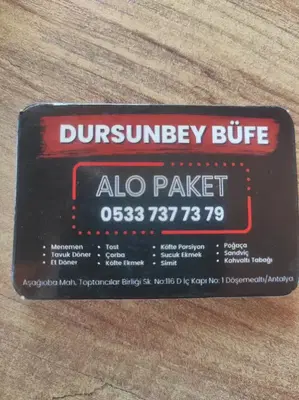 DURSUNBEY BÜFE
ALO PAKET
0533 737 73 79
• Menemen
• Tavuk Döner
• Et Döner
• Tost
• Çorba
• Köfte Ekmek
• Köfte Porsiyon
• Sucuk Ekmek
• Simit
• Poğaça
• Sandviç
• Kahvaltı Tabağı
Aşağıoba Mah. Toptancılar Birliği Sk. No:116 D İç Kapı No: 1 Döşemealtı/Antalya